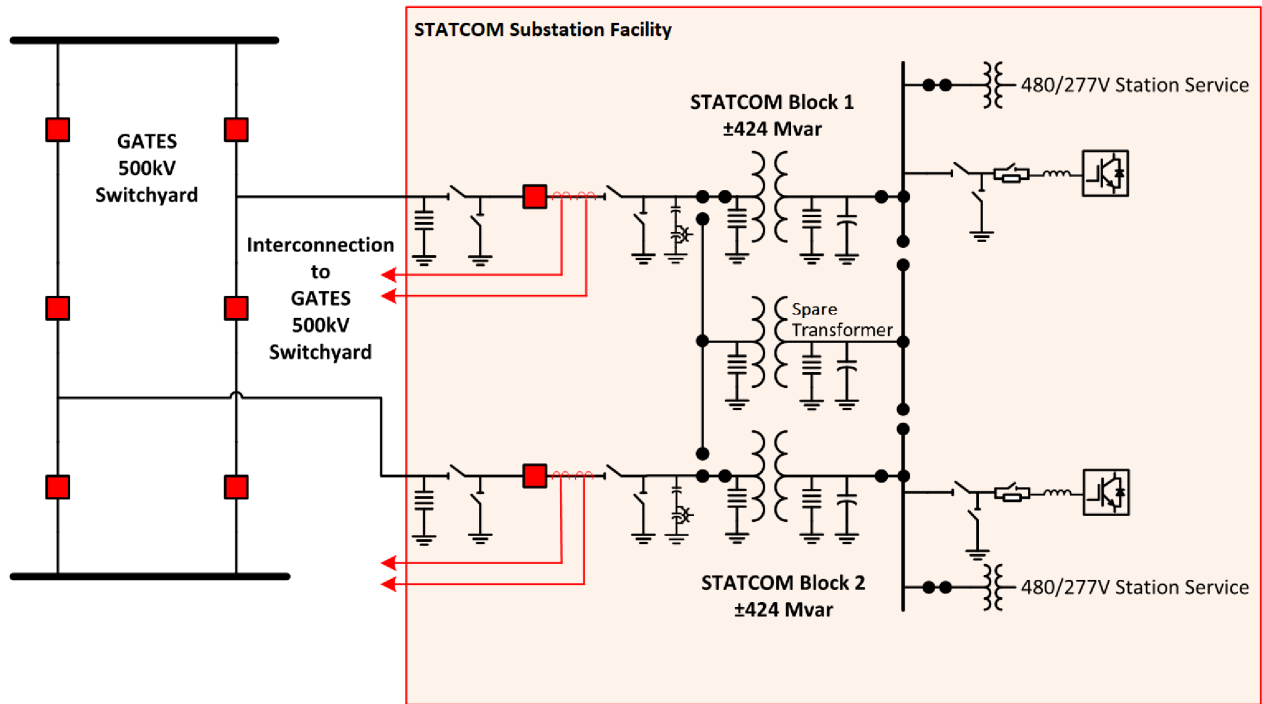 STATCOM Substation Facility
GATES
500kV
Switchyard
Interconnection
to
GATES
500kV
Switchyard
STATCOM Block 1
±424 Mvar
480/277V Station Service
Spare
Transformer
STATCOM Block 2
±424 Mvar
480/277V Station Service